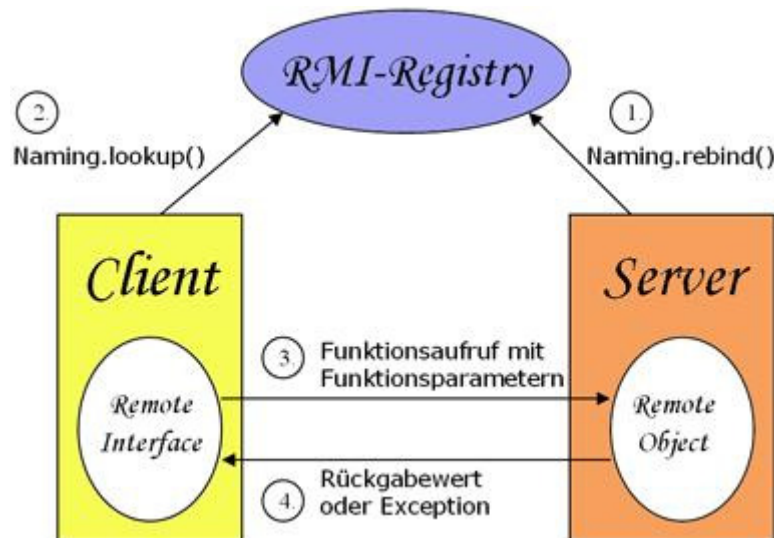 RMI-Registry
2.
Naming.lookup()
1.
Naming.rebind()
Client
Server
3.
Funktionsaufruf mit
Funktionsparametern
Remote
Interface
Remote
Object
4.
Rückgabewert
oder Exception